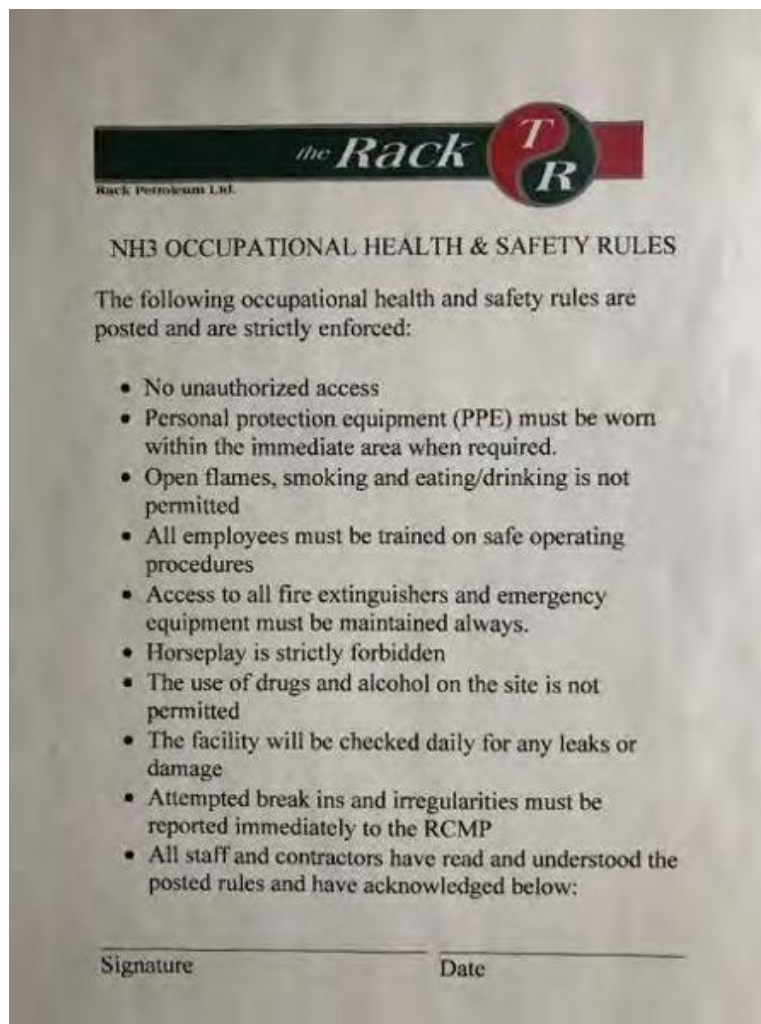 the Rack TR
Rack Petroleum Ltd.
NH3 OCCUPATIONAL HEALTH & SAFETY RULES
The following occupational health and safety rules are
posted and are strictly enforced:
• No unauthorized access
• Personal protection equipment (PPE) must be worn
within the immediate area when required.
• Open flames, smoking and eating/drinking is not
permitted
• All employees must be trained on safe operating
procedures
• Access to all fire extinguishers and emergency
equipment must be maintained always.
• Horseplay is strictly forbidden
• The use of drugs and alcohol on the site is not
permitted
• The facility will be checked daily for any leaks or
damage
• Attempted break ins and irregularities must be
reported immediately to the RCMP
• All staff and contractors have read and understood the
posted rules and have acknowledged below:
Signature Date